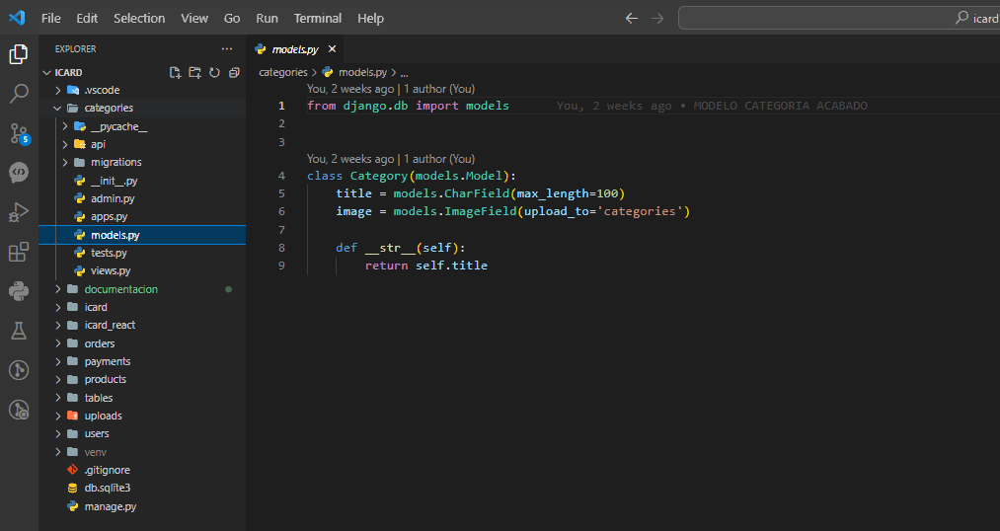 File Edit Selection View Go Run Terminal Help
icard
EXPLORER
models.py
ICARD
categories > models.py > ...
.vscode
You, 2 weeks ago | 1 author (You)
categories
1 from django.db import models You, 2 weeks ago • MODELO CATEGORIA ACABADO
__pycache__
2
api
3
migrations
You, 2 weeks ago | 1 author (You)
__init__.py
4 class Category(models.Model):
admin.py
5 title = models.CharField(max_length=100)
apps.py
6 image = models.ImageField(upload_to='categories')
models.py
7
tests.py
8 def __str__(self):
views.py
9 return self.title
documentacion
icard
icard_react
orders
payments
products
tables
uploads
users
venv
.gitignore
db.sqlite3
manage.py
5